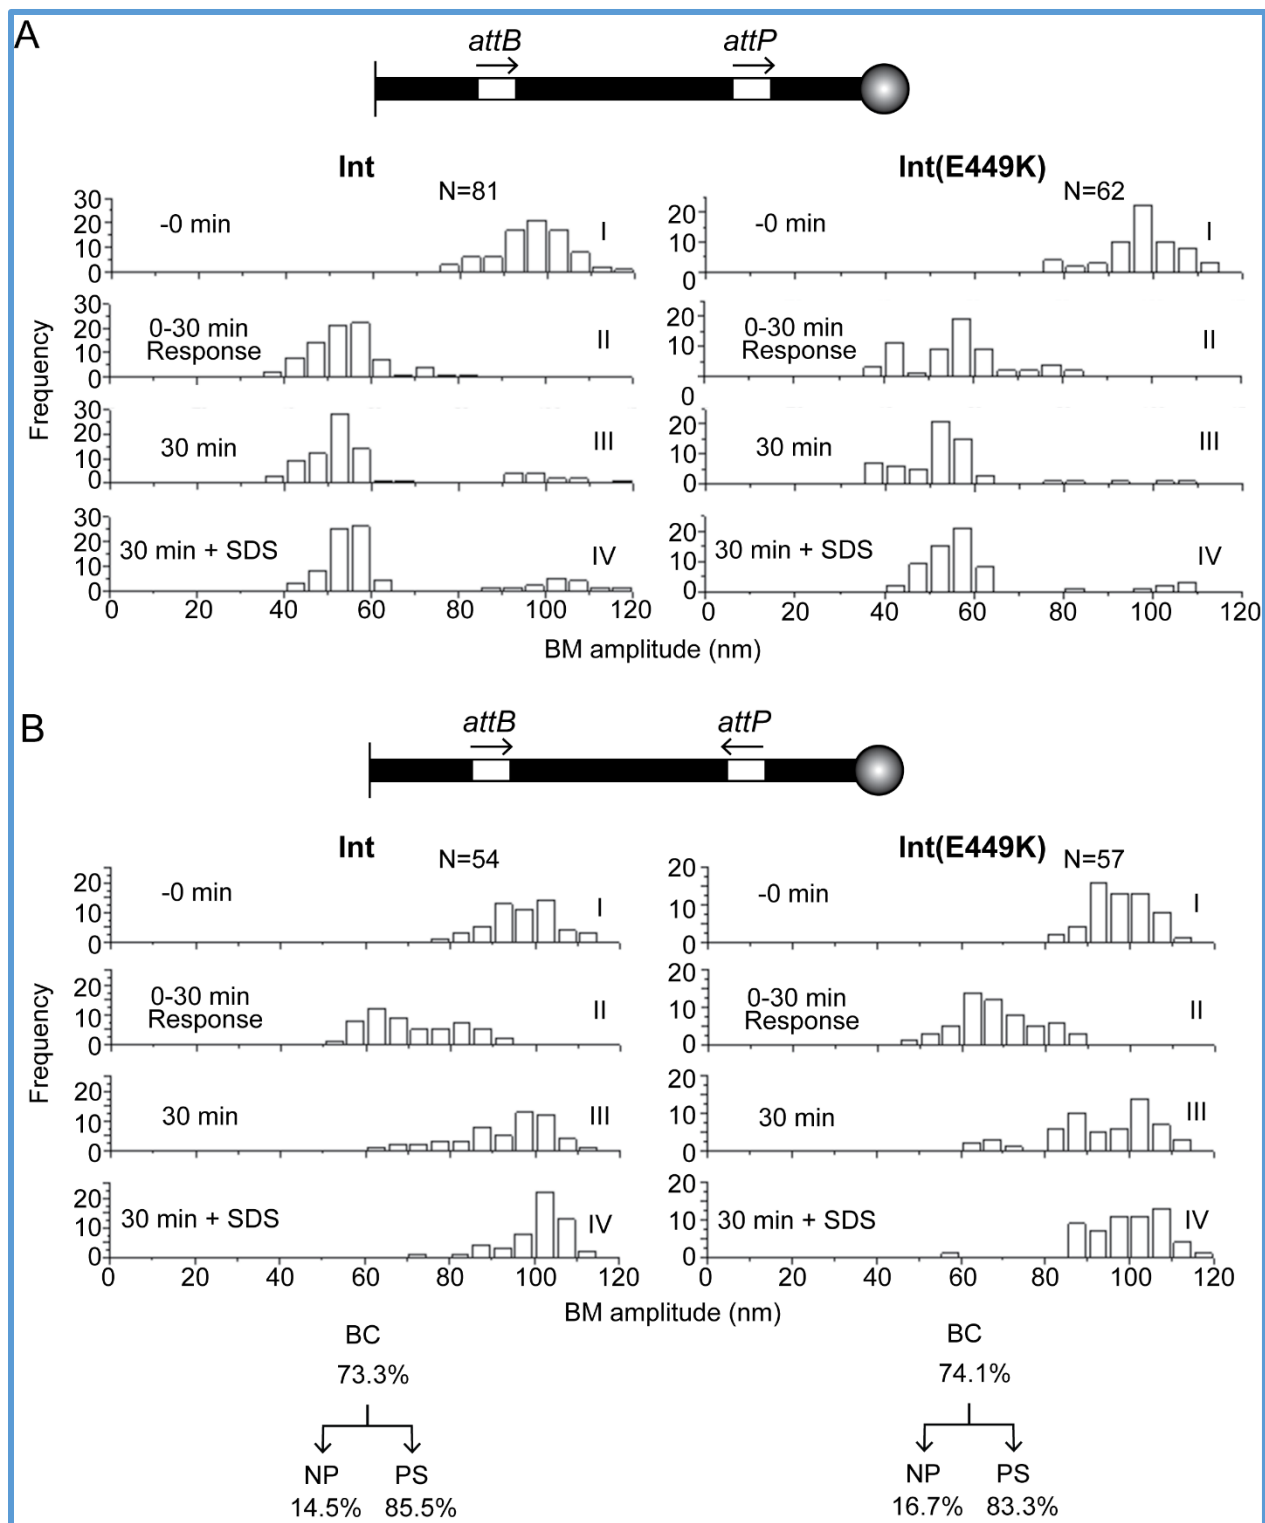 A
attB attP
Int Int(E449K)
N=81 N=62
30
20
10
0
-0 min
I
20
10
0
-0 min
I
30
20
10
0
0-30 min
Response
II
20
10
0
0-30 min
Response
II
30
20
10
0
30 min
III
20
10
0
30 min
III
30
20
10
0
30 min + SDS
IV
20
10
0
30 min + SDS
IV
Frequency
0 20 40 60 80 100 120
0 20 40 60 80 100 120
BM amplitude (nm)
B
attB attP
Int Int(E449K)
N=54 N=57
20
10
0
-0 min
I
20
10
0
-0 min
I
20
10
0
0-30 min
Response
II
20
10
0
0-30 min
Response
II
20
10
0
30 min
III
20
10
0
30 min
III
20
10
0
30 min + SDS
IV
20
10
0
30 min + SDS
IV
Frequency
0 20 40 60 80 100 120
0 20 40 60 80 100 120
BM amplitude (nm)
BC BC
73.3% 74.1%
NP PS NP PS
14.5% 85.5% 16.7% 83.3%